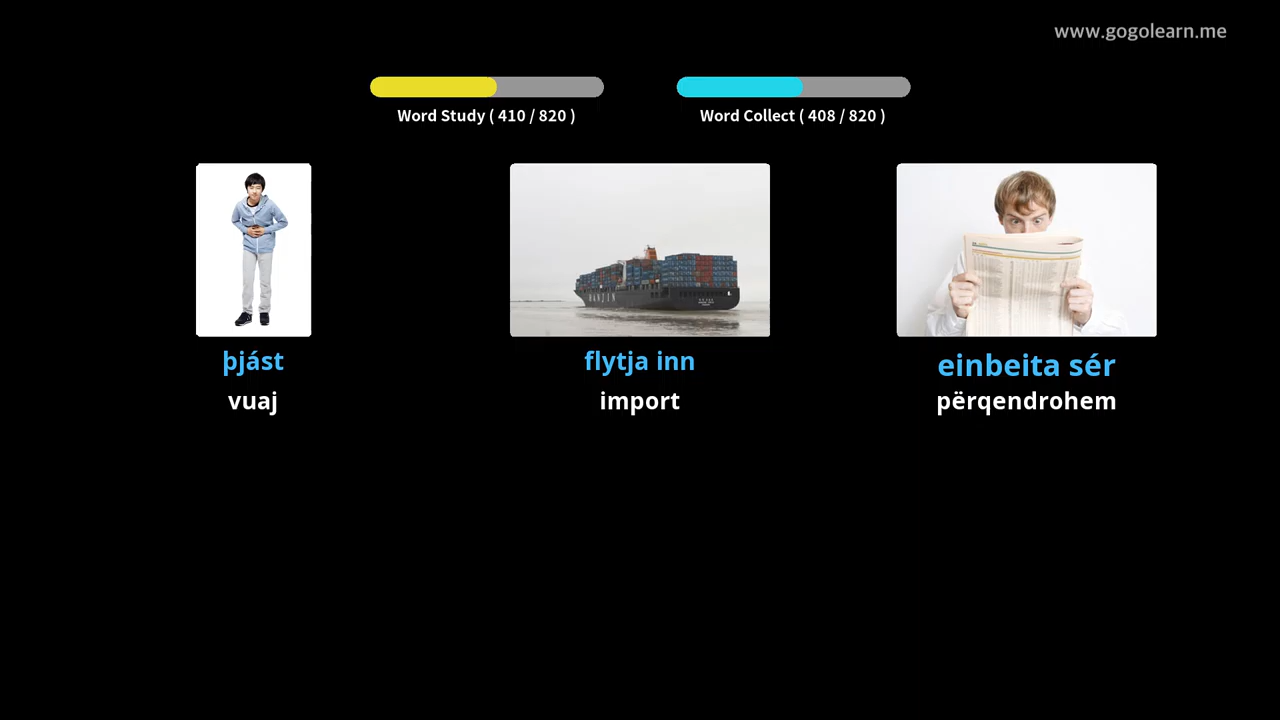 www.gogolearn.me
Word Study ( 410 / 820 )
Word Collect ( 408 / 820 )
HANJIN
þjást
flytja inn
einbeita sér
vuaj
import
përqendrohem